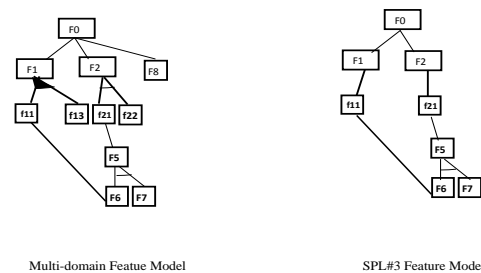 F0
F0
F1
F2
F8
F1
F2
f11
f13
f21
f22
f11
f21
F5
F5
F6
F7
F6
F7
Multi-domain Featue Model
SPL#3 Feature Mode